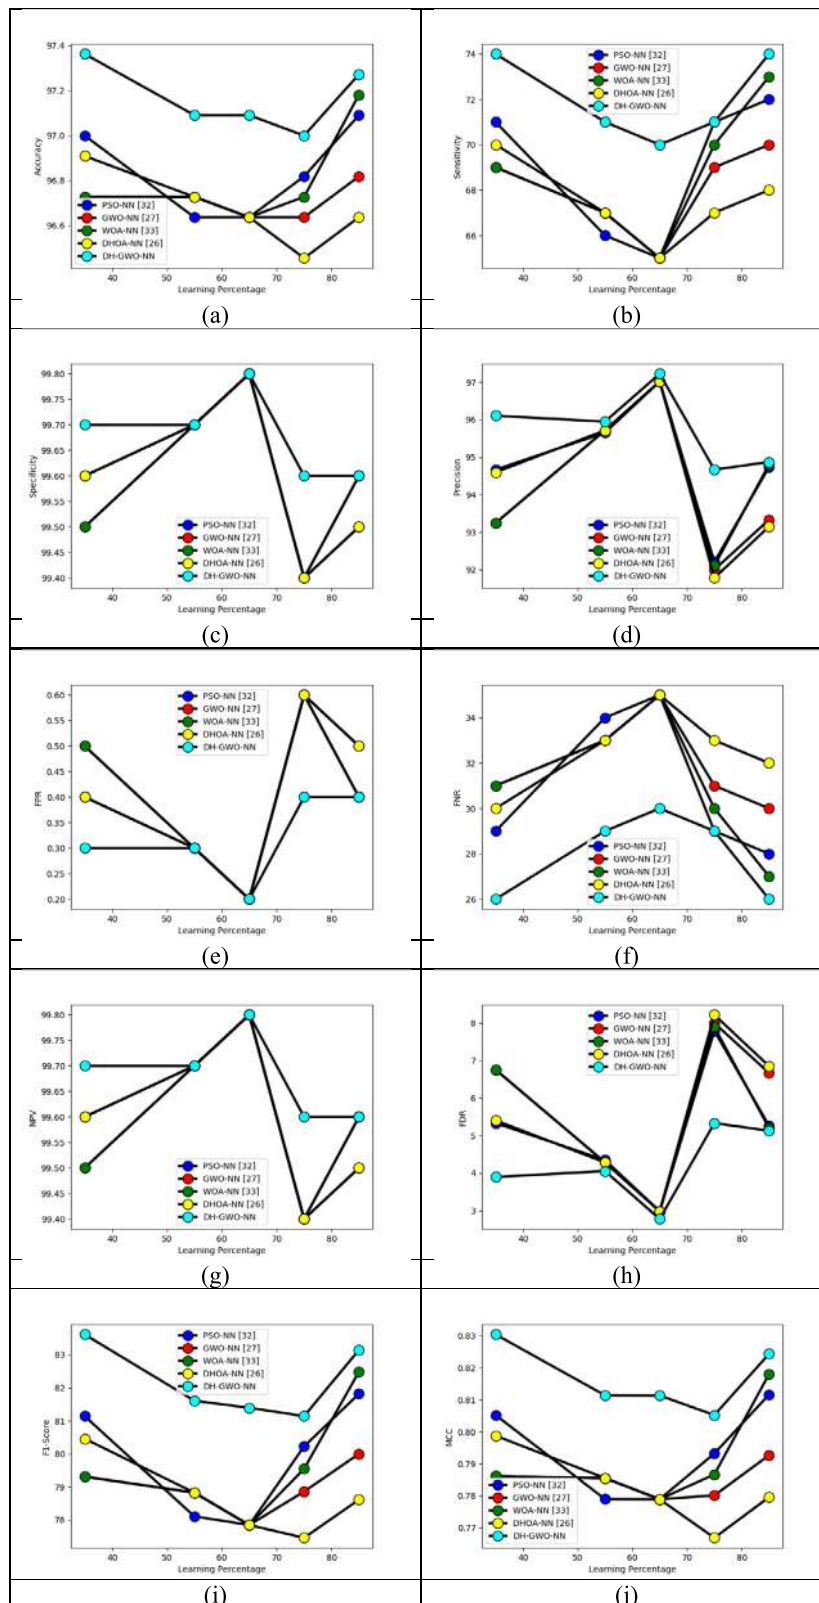 97.4
97.2
97.0
96.8
96.6
Accuracy
PSO-NN [32]
GWO-NN [27]
WOA-NN [33]
DHOA-NN [26]
DH-GWO-NN
40 50 60 70 80
Learning Percentage
(a)
74
72
70
68
66
Sensitivity
PSO-NN [32]
GWO-NN [27]
WOA-NN [33]
DHOA-NN [26]
DH-GWO-NN
40 50 60 70 80
Learning Percentage
(b)
99.80
99.75
99.70
99.65
99.60
99.55
99.50
99.45
99.40
Specificity
PSO-NN [32]
GWO-NN [27]
WOA-NN [33]
DHOA-NN [26]
DH-GWO-NN
40 50 60 70 80
Learning Percentage
(c)
97
96
95
94
93
92
Precision
PSO-NN [32]
GWO-NN [27]
WOA-NN [33]
DHOA-NN [26]
DH-GWO-NN
40 50 60 70 80
Learning Percentage
(d)
0.60
0.55
0.50
0.45
0.40
0.35
0.30
0.25
0.20
FPR
PSO-NN [32]
GWO-NN [27]
WOA-NN [33]
DHOA-NN [26]
DH-GWO-NN
40 50 60 70 80
Learning Percentage
(e)
34
32
30
28
26
FNR
PSO-NN [32]
GWO-NN [27]
WOA-NN [33]
DHOA-NN [26]
DH-GWO-NN
40 50 60 70 80
Learning Percentage
(f)
99.80
99.75
99.70
99.65
99.60
99.55
99.50
99.45
99.40
NPV
PSO-NN [32]
GWO-NN [27]
WOA-NN [33]
DHOA-NN [26]
DH-GWO-NN
40 50 60 70 80
Learning Percentage
(g)
8
7
6
5
4
3
FDR
PSO-NN [32]
GWO-NN [27]
WOA-NN [33]
DHOA-NN [26]
DH-GWO-NN
40 50 60 70 80
Learning Percentage
(h)
83
82
81
80
79
78
F1-Score
PSO-NN [32]
GWO-NN [27]
WOA-NN [33]
DHOA-NN [26]
DH-GWO-NN
40 50 60 70 80
Learning Percentage
(i)
0.83
0.82
0.81
0.80
0.79
0.78
0.77
MCC
PSO-NN [32]
GWO-NN [27]
WOA-NN [33]
DHOA-NN [26]
DH-GWO-NN
40 50 60 70 80
Learning Percentage
(j)